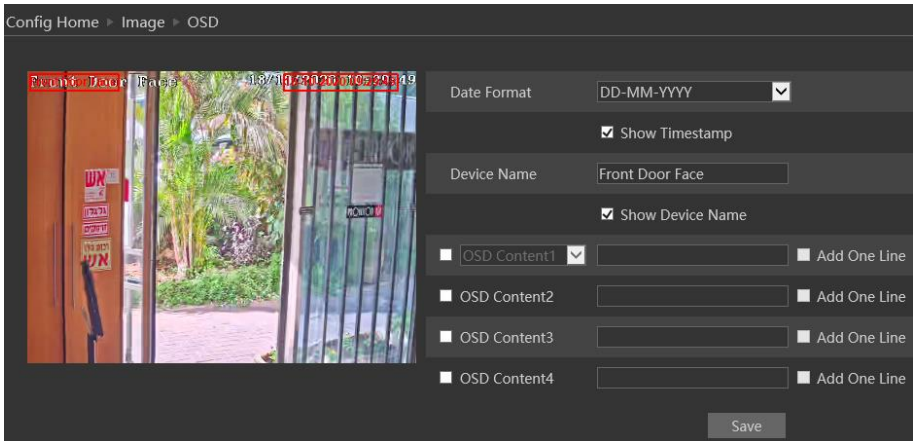 Config Home ▸ Image ▸ OSD
Front Door Face
Date Format DD-MM-YYYY
Show Timestamp
Device Name Front Door Face
Show Device Name
OSD Content1 Add One Line
OSD Content2 Add One Line
OSD Content3 Add One Line
OSD Content4 Add One Line
Save
אש
אש